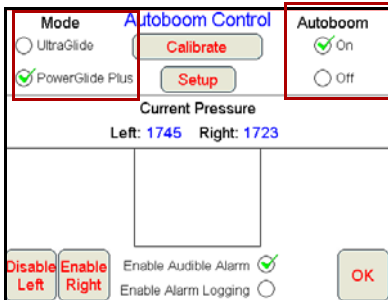 Mode
Autoboom Control
Autoboom
UltraGlide
Calibrate
On
PowerGlide Plus
Setup
Off
Current Pressure
Left: 1745 Right: 1723
Disable Left
Enable Right
Enable Audible Alarm
Enable Alarm Logging
OK